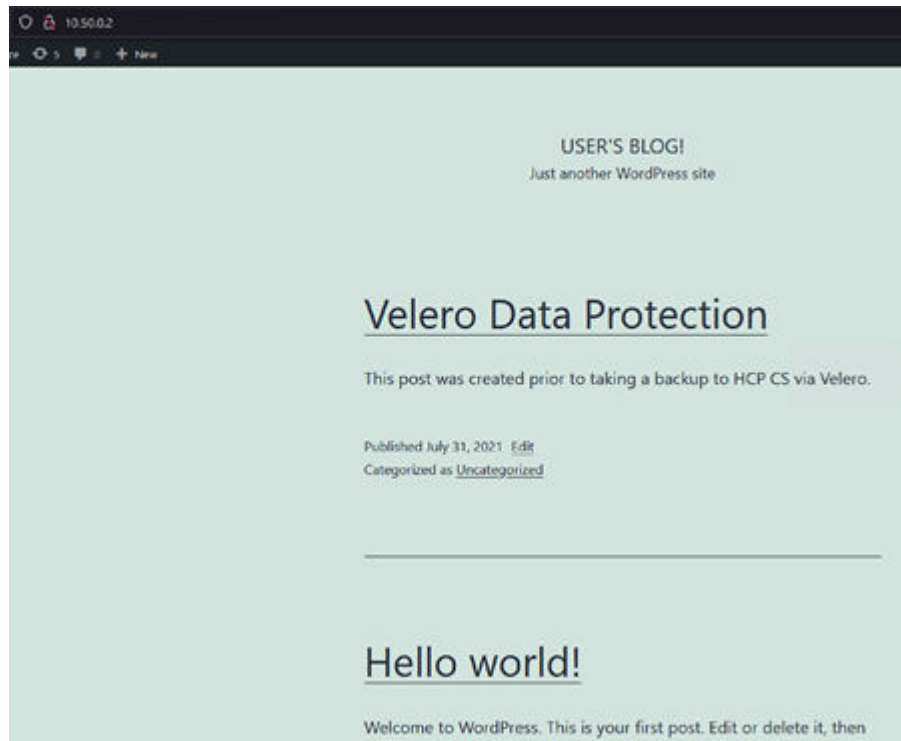 10.50.0.2
5 New
USER'S BLOG!
Just another WordPress site
Velero Data Protection
This post was created prior to taking a backup to HCP CS via Velero.
Published July 31, 2021 Edit
Categorized as Uncategorized
Hello world!
Welcome to WordPress. This is your first post. Edit or delete it, then